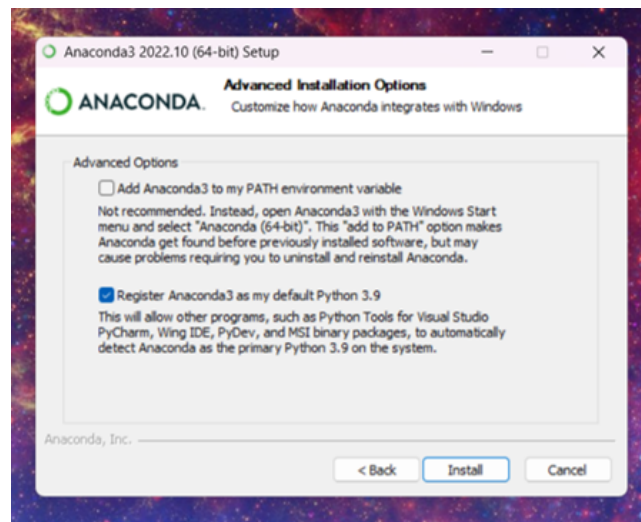 Anaconda3 2022.10 (64-bit) Setup
ANACONDA.
Advanced Installation Options
Customize how Anaconda integrates with Windows
Advanced Options
Add Anaconda3 to my PATH environment variable
Not recommended. Instead, open Anaconda3 with the Windows Start
menu and select "Anaconda (64-bit)". This "add to PATH" option makes
Anaconda get found before previously installed software, but may
cause problems requiring you to uninstall and reinstall Anaconda.
Register Anaconda3 as my default Python 3.9
This will allow other programs, such as Python Tools for Visual Studio
PyCharm, Wing IDE, PyDev, and MSI binary packages, to automatically
detect Anaconda as the primary Python 3.9 on the system.
Anaconda, Inc.
< Back
Install
Cancel